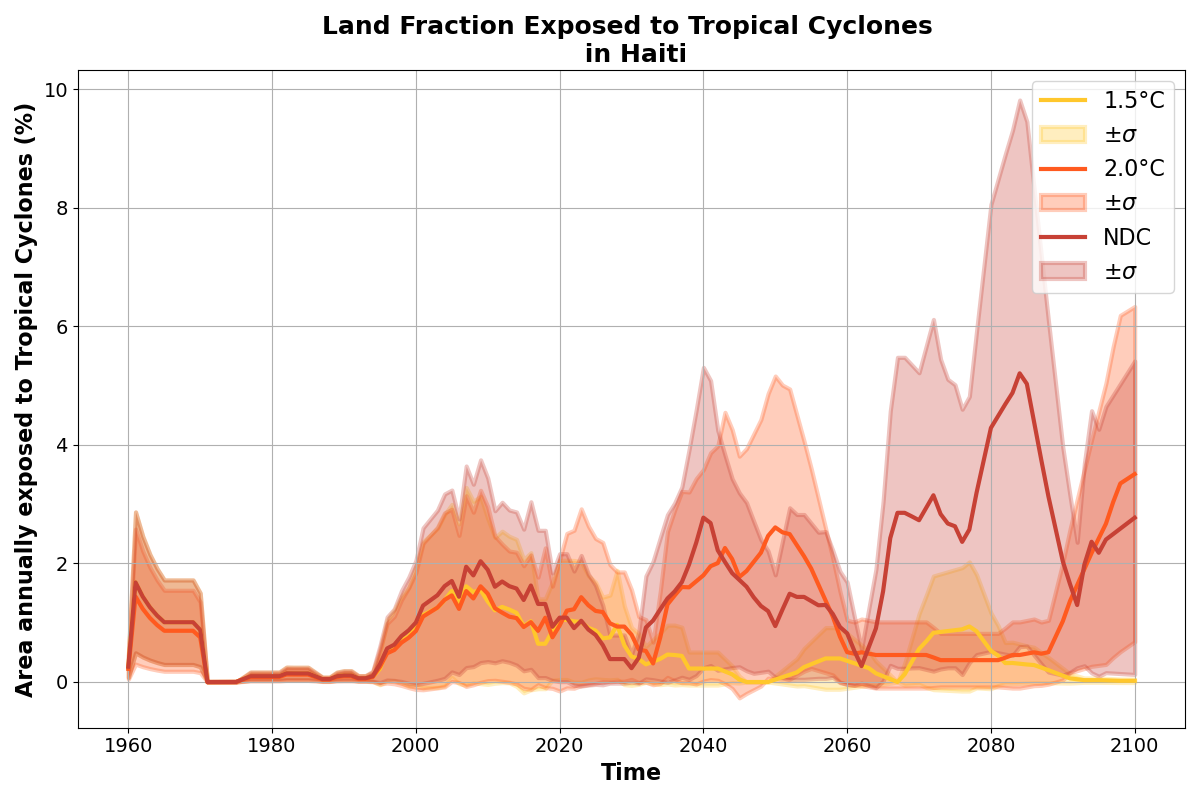 Land Fraction Exposed to Tropical Cyclones
in Haiti
Area annually exposed to Tropical Cyclones (%)
10
8
6
4
2
0
1960
1980
2000
2020
2040
2060
2080
2100
Time
1.5°C
±σ
2.0°C
±σ
NDC
±σ